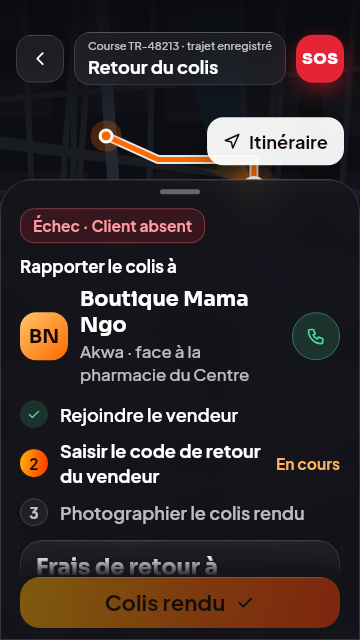 Course TR-48213 · trajet enregistré
Retour du colis
SOS
Itinéraire
Échec · Client absent
Rapporter le colis à
BN
Boutique Mama
Ngo
Akwa · face à la
pharmacie du Centre
Rejoindre le vendeur
2
Saisir le code de retour
du vendeur
En cours
3
Photographier le colis rendu
Frais de retour à
Colis rendu